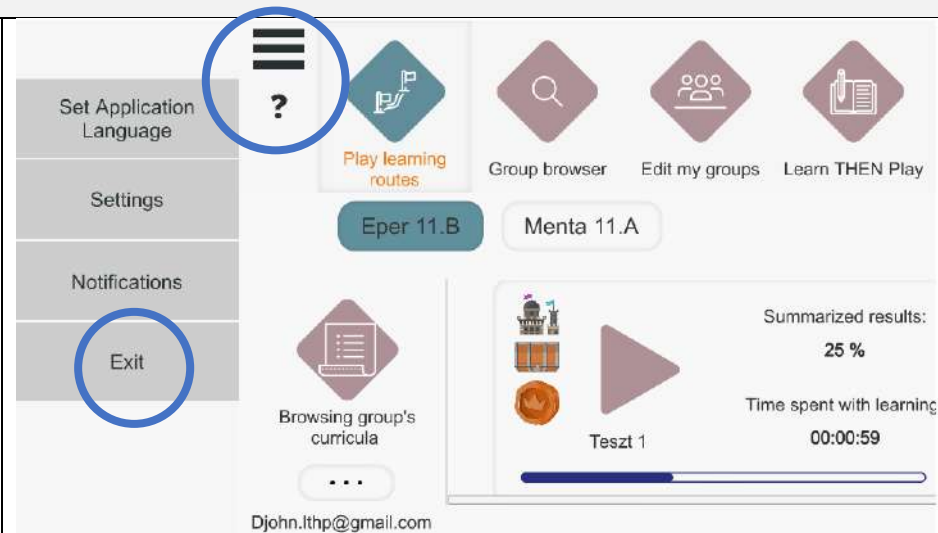 Set Application
Language
Settings
Notifications
Exit
?
Play learning
routes
Group browser
Edit my groups
Learn THEN Play
Eper 11.B
Menta 11.A
Browsing group's
curricula
...
Djohn.lthp@gmail.com
Teszt 1
Summarized results:
25 %
Time spent with learning
00:00:59